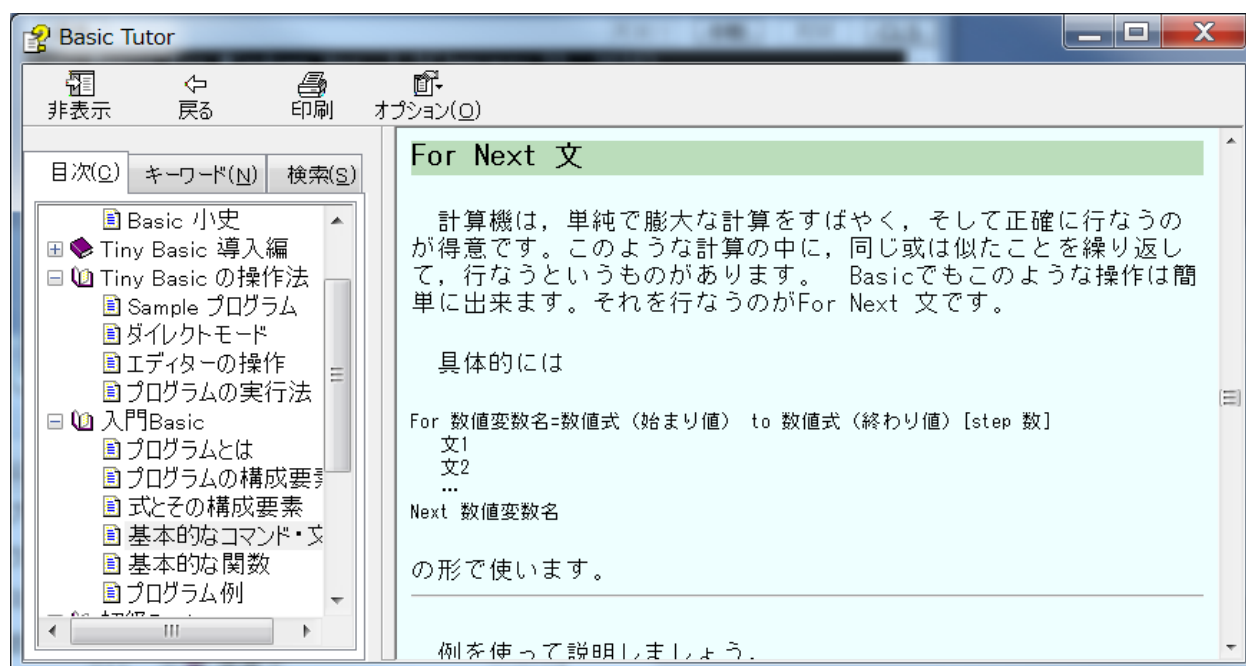 Basic Tutor
非表示 戻る 印刷 オプション(O)
目次(C) キーワード(N) 検索(S)
Basic 小史
Tiny Basic 導入編
Tiny Basic の操作法
Sample プログラム
ダイレクトモード
エディターの操作
プログラムの実行法
入門Basic
プログラムとは
プログラムの構成要素
式とその構成要素
基本的なコマンド・文
基本的な関数
プログラム例
For Next 文
計算機は，単純で膨大な計算をすばやく，そして正確に行なうの
が得意です。このような計算の中に，同じ或は似たことを繰り返し
て，行なうというものがあります。 Basicでもこのような操作は簡
単に出来ます。それを行なうのがFor Next 文です。
具体的には
For 数値変数名=数値式（始まり値） to 数値式（終わり値）[step 数]
文1
文2
…
Next 数値変数名
の形で使います。
例を使って説明しましょう．